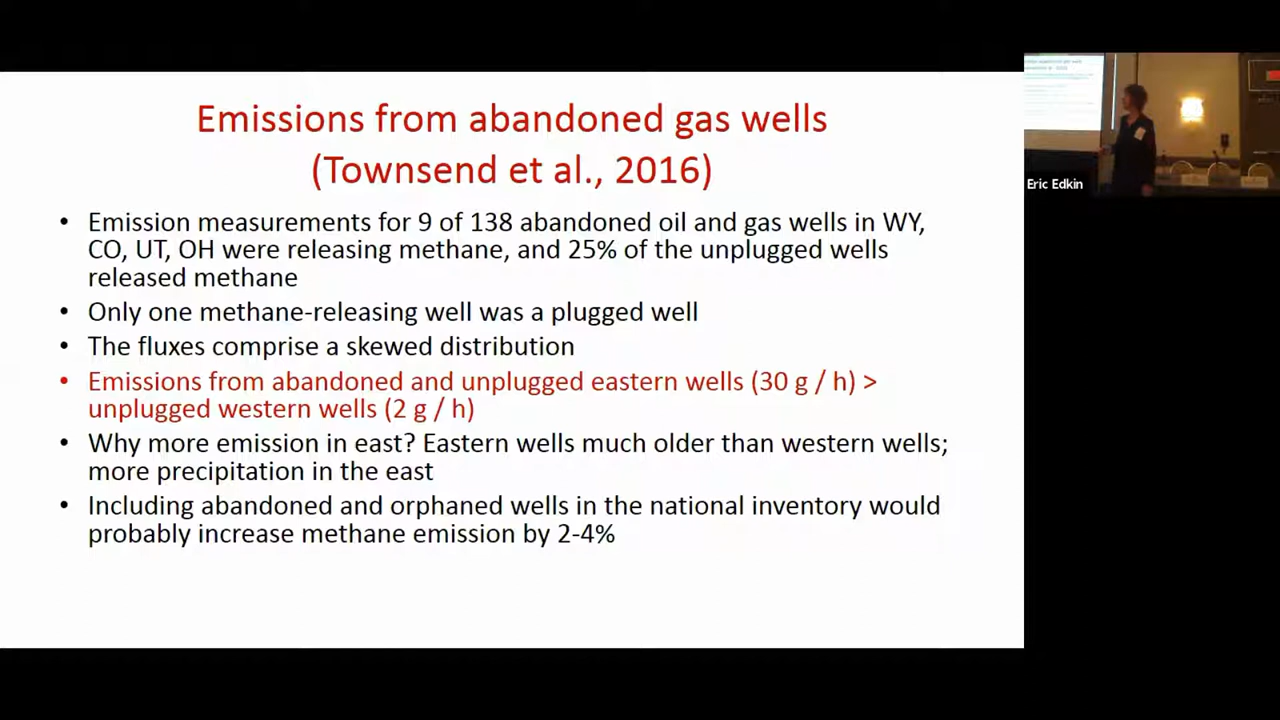 Emissions from abandoned gas wells
(Townsend et al., 2016)
• Emission measurements for 9 of 138 abandoned oil and gas wells in WY,
CO, UT, OH were releasing methane, and 25% of the unplugged wells
released methane
• Only one methane-releasing well was a plugged well
• The fluxes comprise a skewed distribution
• Emissions from abandoned and unplugged eastern wells (30 g / h) >
unplugged western wells (2 g / h)
• Why more emission in east? Eastern wells much older than western wells;
more precipitation in the east
• Including abandoned and orphaned wells in the national inventory would
probably increase methane emission by 2-4%
Eric Edkin